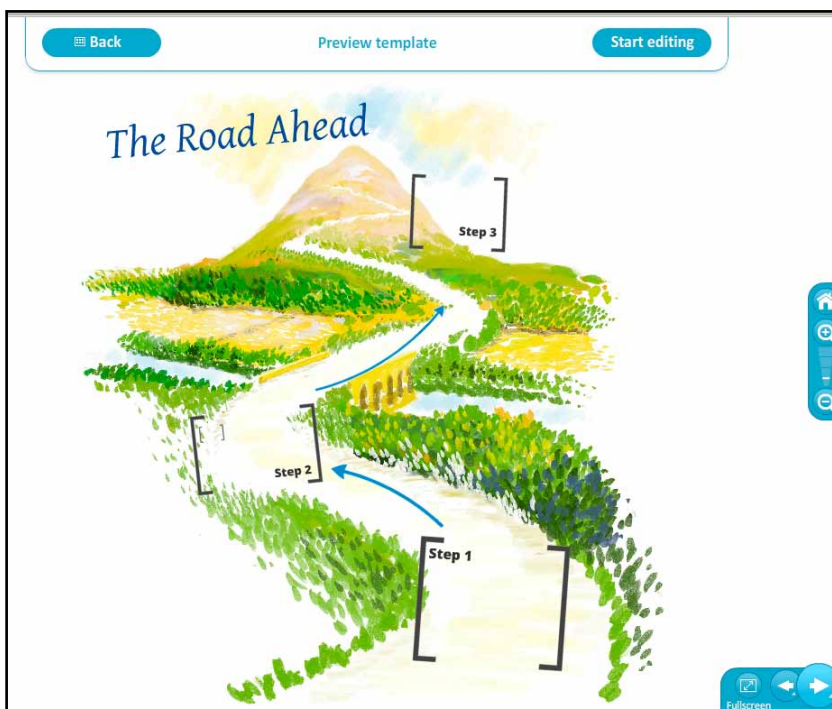 Back
Preview template
Start editing
The Road Ahead
Step 3
Step 2
Step 1
Fullscreen